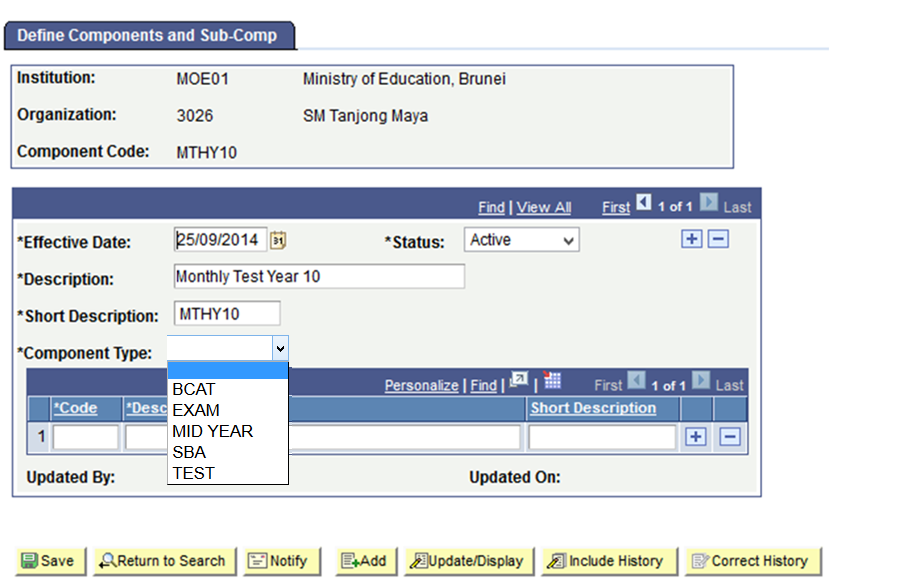 Define Components and Sub-Comp
Institution: MOE01 Ministry of Education, Brunei
Organization: 3026 SM Tanjong Maya
Component Code: MTHY10
Find | View All First 1 of 1 Last
*Effective Date: 25/09/2014 31 *Status: Active
*Description: Monthly Test Year 10
*Short Description: MTHY10
*Component Type:
Personalize | Find | | First 1 of 1 Last
*Code *Desc Short Description
1
BCAT
EXAM
MID YEAR
SBA
TEST
Updated By: Updated On:
Save Return to Search Notify Add Update/Display Include History Correct History